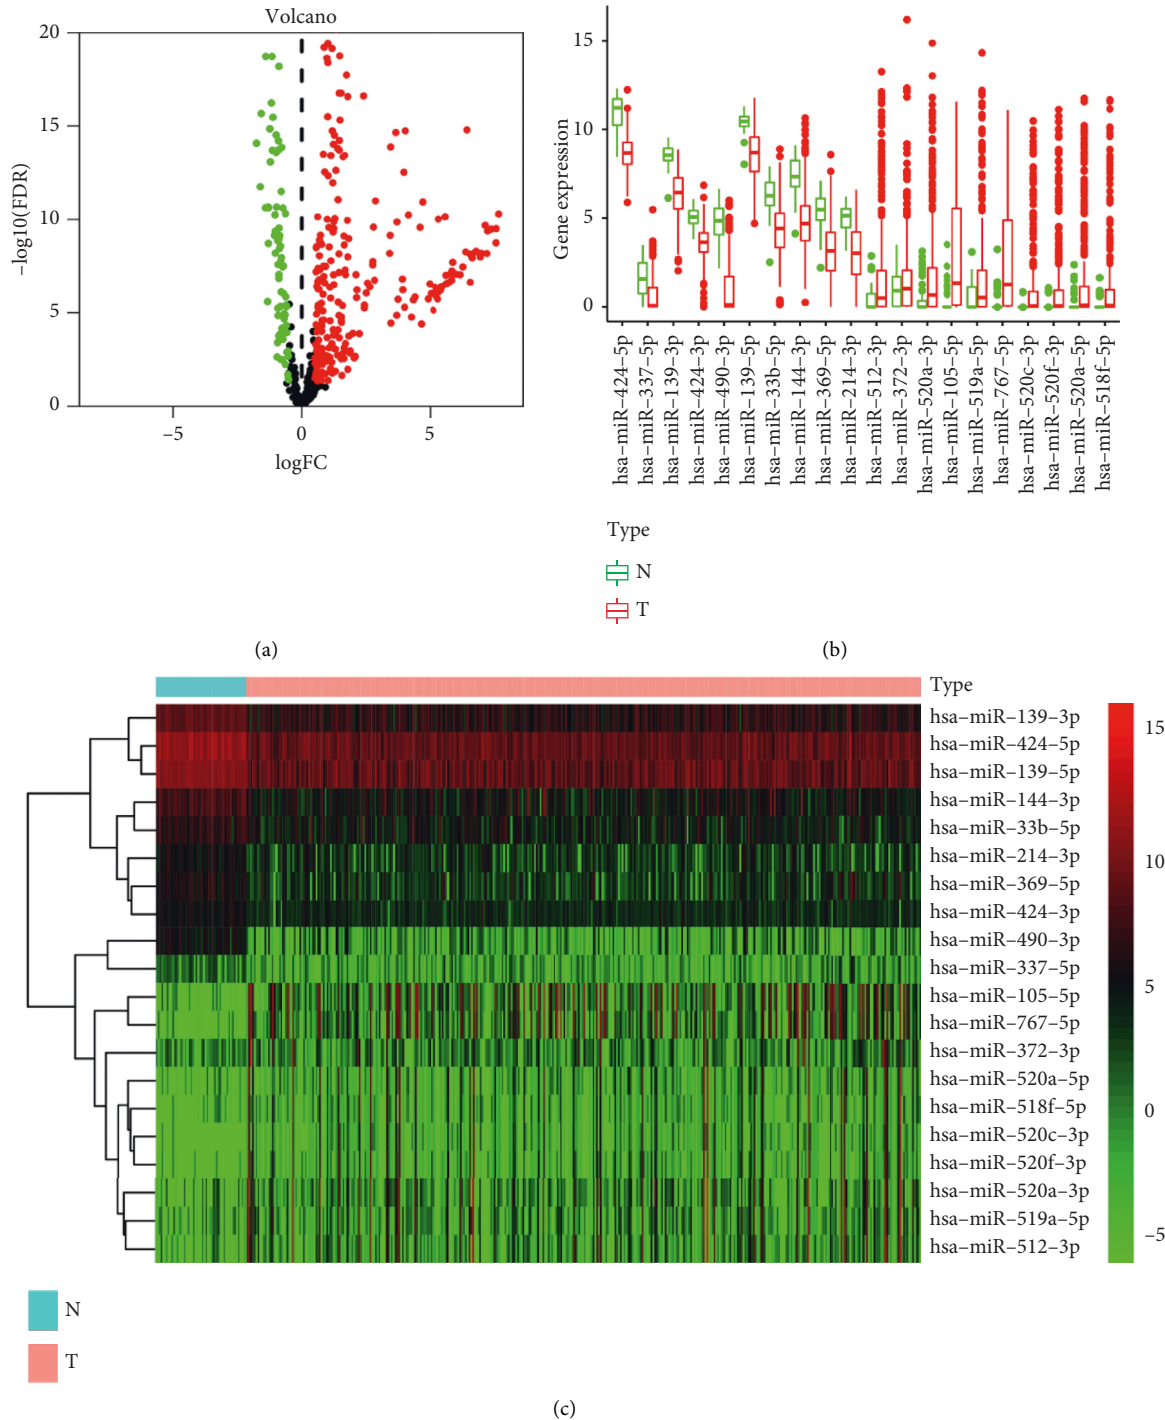 Volcano
20
15
10
5
0
−log10(FDR)
−5
0
5
logFC
(a)
15
10
5
0
Gene expression
hsa−miR−424−5p
hsa−miR−337−5p
hsa−miR−139−3p
hsa−miR−424−3p
hsa−miR−490−3p
hsa−miR−139−5p
hsa−miR−33b−5p
hsa−miR−144−3p
hsa−miR−369−5p
hsa−miR−214−3p
hsa−miR−512−3p
hsa−miR−372−3p
hsa−miR−520a−3p
hsa−miR−105−5p
hsa−miR−519a−5p
hsa−miR−767−5p
hsa−miR−520c−3p
hsa−miR−520f−3p
hsa−miR−520a−5p
hsa−miR−518f−5p
Type
N
T
(b)
Type
hsa−miR−139−3p
hsa−miR−424−5p
hsa−miR−139−5p
hsa−miR−144−3p
hsa−miR−33b−5p
hsa−miR−214−3p
hsa−miR−369−5p
hsa−miR−424−3p
hsa−miR−490−3p
hsa−miR−337−5p
hsa−miR−105−5p
hsa−miR−767−5p
hsa−miR−372−3p
hsa−miR−520a−5p
hsa−miR−518f−5p
hsa−miR−520c−3p
hsa−miR−520f−3p
hsa−miR−520a−3p
hsa−miR−519a−5p
hsa−miR−512−3p
15
10
5
0
−5
N
T
(c)